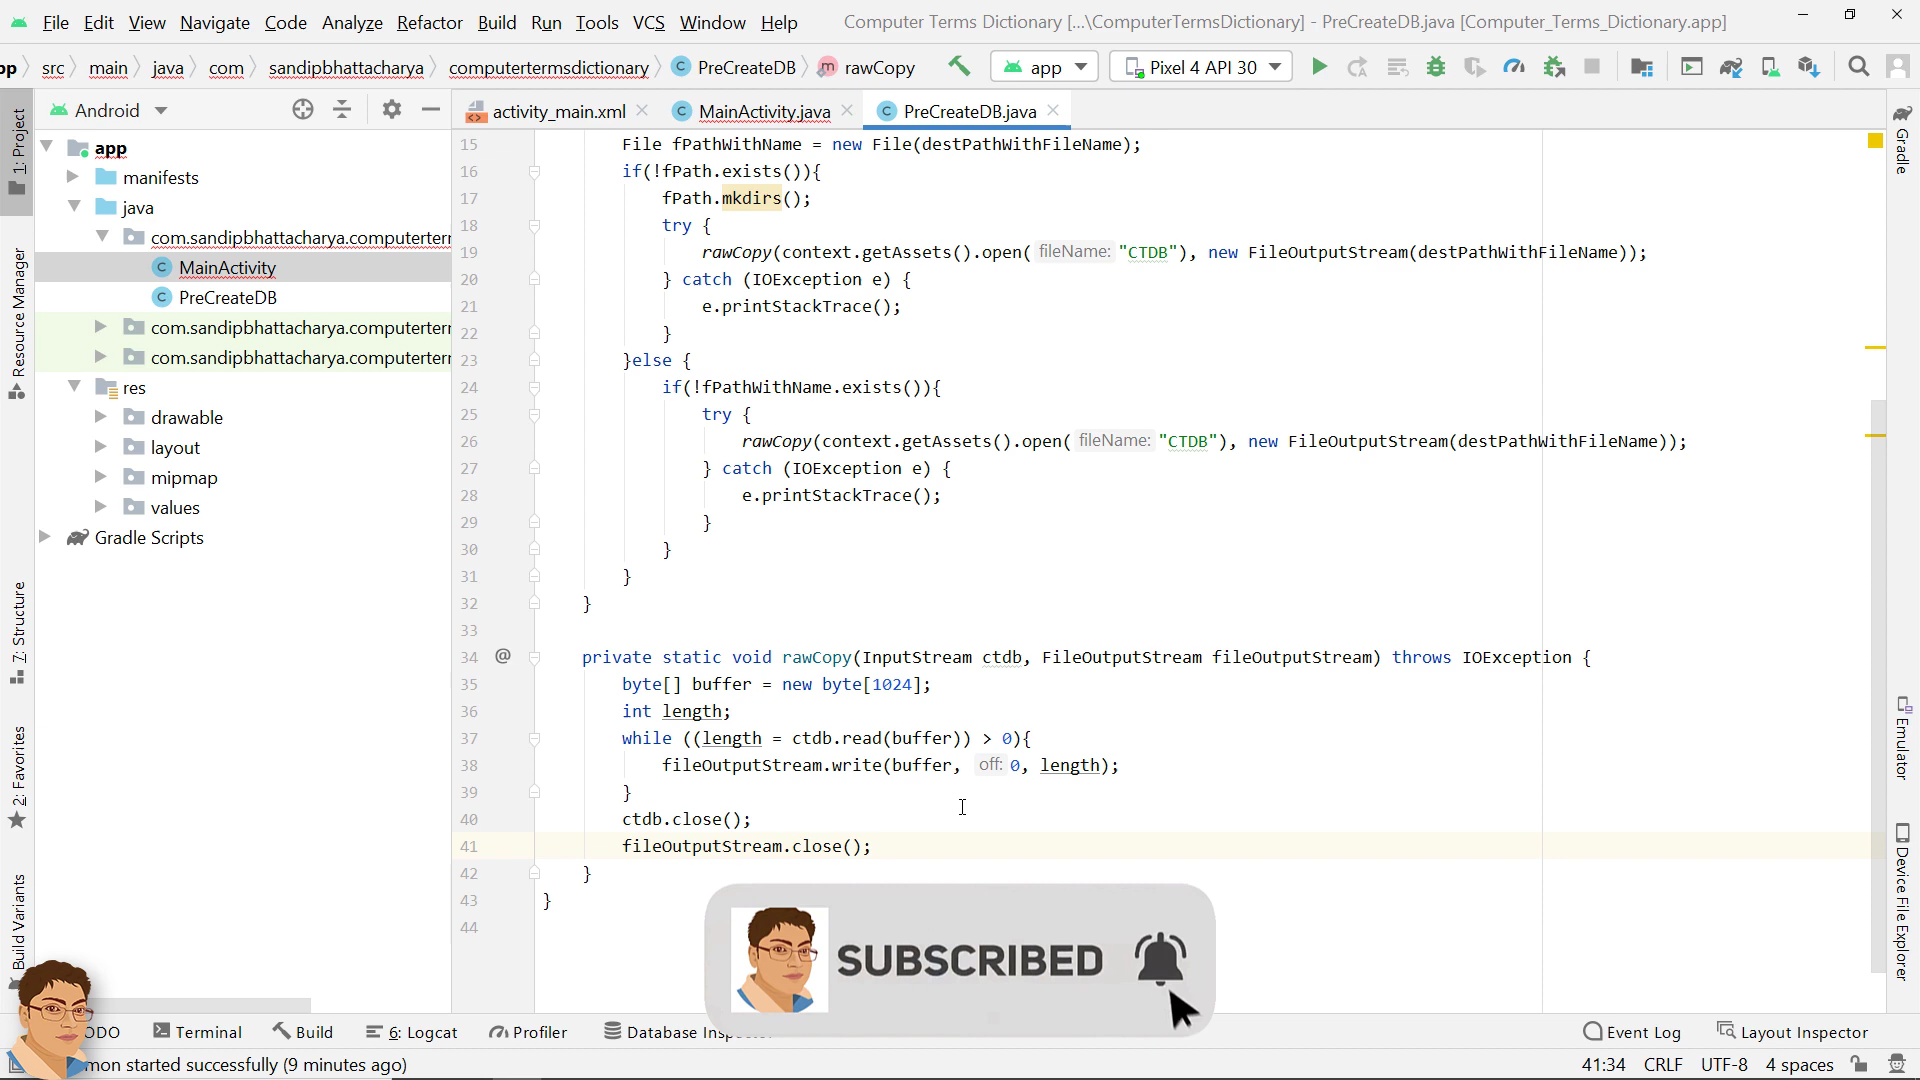 File Edit View Navigate Code Analyze Refactor Build Run Tools VCS Window Help Computer Terms Dictionary [...\ComputerTermsDictionary] - PreCreateDB.java [Computer_Terms_Dictionary.app]
pp src main java com sandipbhattacharya computertermsdictionary PreCreateDB rawCopy app Pixel 4 API 30
Android
activity_main.xml MainActivity.java PreCreateDB.java
1: Project
Resource Manager
7: Structure
2: Favorites
Build Variants
app
manifests
java
com.sandipbhattacharya.computerterr
MainActivity
PreCreateDB
com.sandipbhattacharya.computerterr
com.sandipbhattacharya.computerterr
res
drawable
layout
mipmap
values
Gradle Scripts
15 File fPathWithName = new File(destPathWithFileName);
16 if(!fPath.exists()){
17 fPath.mkdirs();
18 try {
19 rawCopy(context.getAssets().open( fileName: "CTDB"), new FileOutputStream(destPathWithFileName));
20 } catch (IOException e) {
21 e.printStackTrace();
22 }
23 }else {
24 if(!fPathWithName.exists()){
25 try {
26 rawCopy(context.getAssets().open( fileName: "CTDB"), new FileOutputStream(destPathWithFileName));
27 } catch (IOException e) {
28 e.printStackTrace();
29 }
30 }
31 }
32 }
33
34 @ private static void rawCopy(InputStream ctdb, FileOutputStream fileOutputStream) throws IOException {
35 byte[] buffer = new byte[1024];
36 int length;
37 while ((length = ctdb.read(buffer)) > 0){
38 fileOutputStream.write(buffer, off: 0, length);
39 }
40 ctdb.close();
41 fileOutputStream.close();
42 }
43 }
44
SUBSCRIBED
Gradle
Emulator
Device File Explorer
ODO Terminal Build 6: Logcat Profiler Database Event Log Layout Inspector
mon started successfully (9 minutes ago) 41:34 CRLF UTF-8 4 spaces